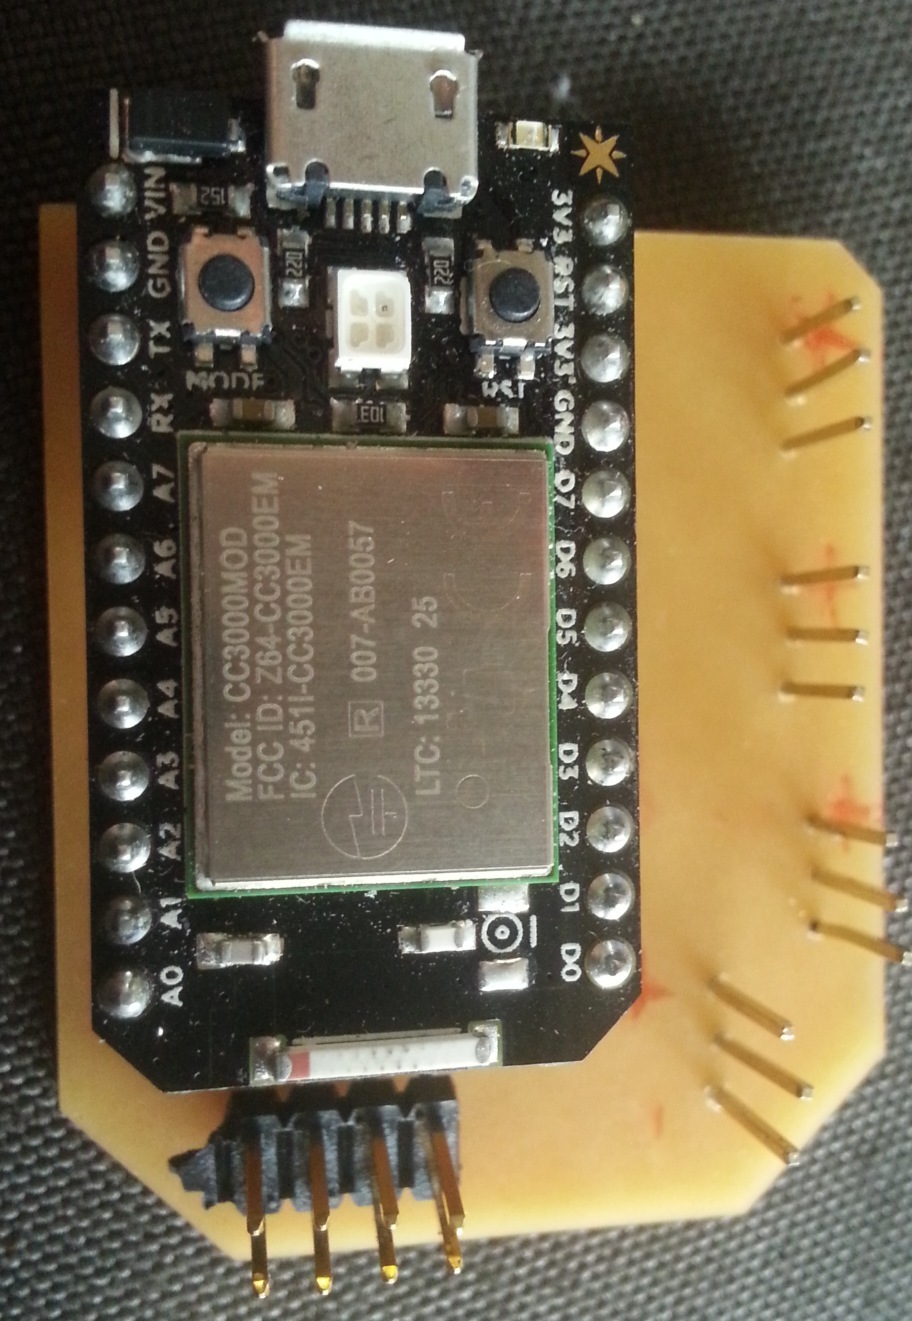 VIN
GND
TX
RX
A7
A6
A5
A4
A3
A2
A1
A0
152
220
220
MODE
RST
E01
3V3
RST
3V3*
GND
D7
D6
D5
D4
D3
D2
D1
D0
Model: CC3000MOD
FCC ID: Z64-CC3000EM
IC: 451I-CC3000EM
R 007-AB0057
LTC: 13330 25